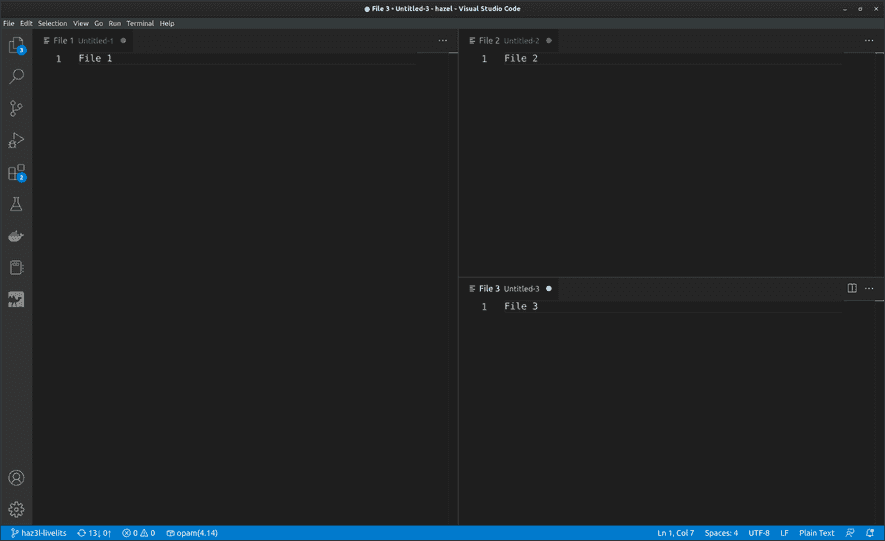 ● File 3 • Untitled-3 - hazel - Visual Studio Code
File Edit Selection View Go Run Terminal Help
File 1 Untitled-1
1 File 1
File 2 Untitled-2
1 File 2
File 3 Untitled-3
1 File 3
3
2
haz3l-livelits 13↓ 0↑ 0 0 opam(4.14)
Ln 1, Col 7 Spaces: 4 UTF-8 LF Plain Text